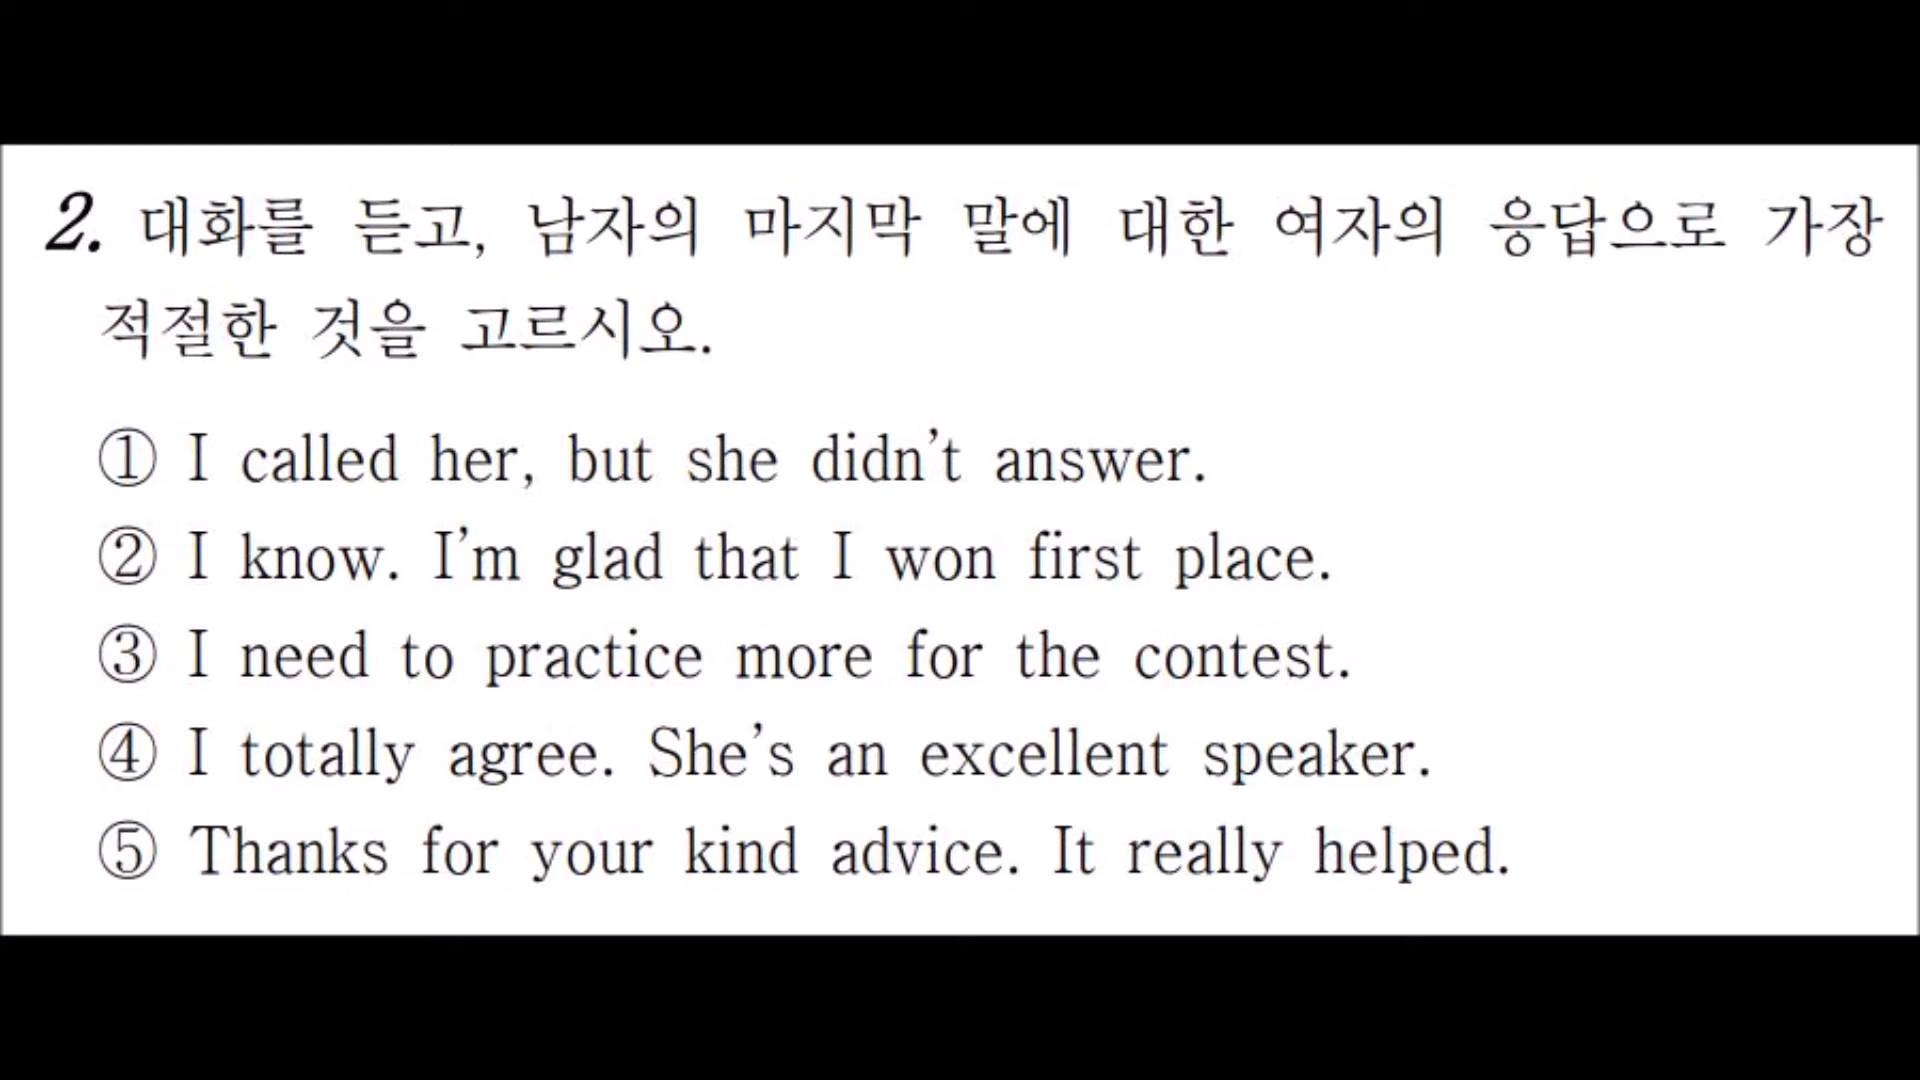 2. 대화를 듣고, 남자의 마지막 말에 대한 여자의 응답으로 가장
적절한 것을 고르시오.
① I called her, but she didn't answer.
② I know. I'm glad that I won first place.
③ I need to practice more for the contest.
④ I totally agree. She's an excellent speaker.
⑤ Thanks for your kind advice. It really helped.